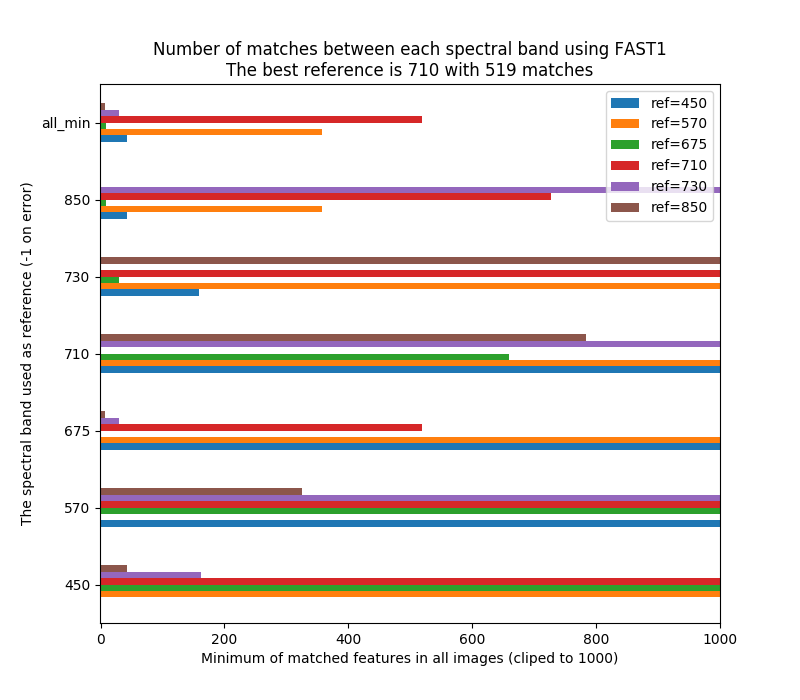 Number of matches between each spectral band using FAST1
The best reference is 710 with 519 matches
ref=450
ref=570
ref=675
ref=710
ref=730
ref=850
all_min
850
730
710
675
570
450
The spectral band used as reference (-1 on error)
0 200 400 600 800 1000
Minimum of matched features in all images (cliped to 1000)